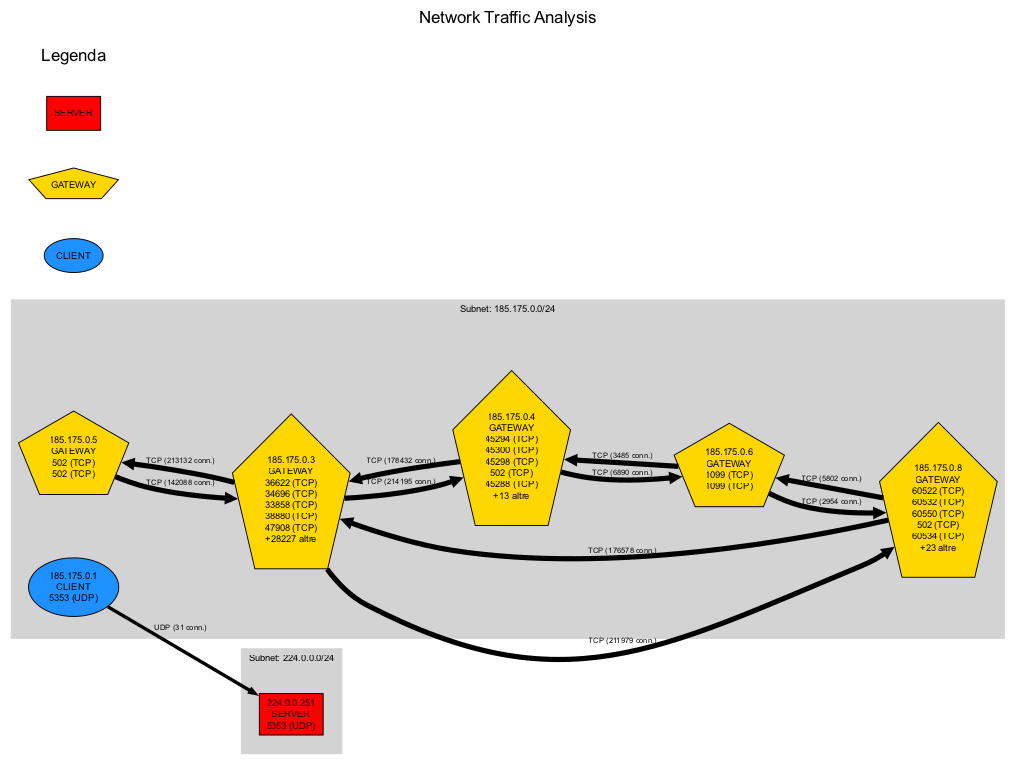 Network Traffic Analysis
Legenda
SERVER
GATEWAY
CLIENT
Subnet: 185.175.0.0/24
185.175.0.5
GATEWAY
502 (TCP)
502 (TCP)
TCP (213132 conn.)
TCP (142088 conn.)
185.175.0.3
GATEWAY
36622 (TCP)
34696 (TCP)
33858 (TCP)
38880 (TCP)
47908 (TCP)
+28227 altre
TCP (178432 conn.)
TCP (214195 conn.)
185.175.0.4
GATEWAY
45294 (TCP)
45300 (TCP)
45298 (TCP)
502 (TCP)
45288 (TCP)
+13 altre
TCP (3485 conn.)
TCP (6890 conn.)
185.175.0.6
GATEWAY
1099 (TCP)
1099 (TCP)
TCP (5802 conn.)
TCP (2954 conn.)
185.175.0.8
GATEWAY
60522 (TCP)
60532 (TCP)
60550 (TCP)
502 (TCP)
60534 (TCP)
+23 altre
TCP (176578 conn.)
TCP (211979 conn.)
185.175.0.1
CLIENT
5353 (UDP)
UDP (31 conn.)
Subnet: 224.0.0.0/24
224.0.0.251
SERVER
5353 (UDP)